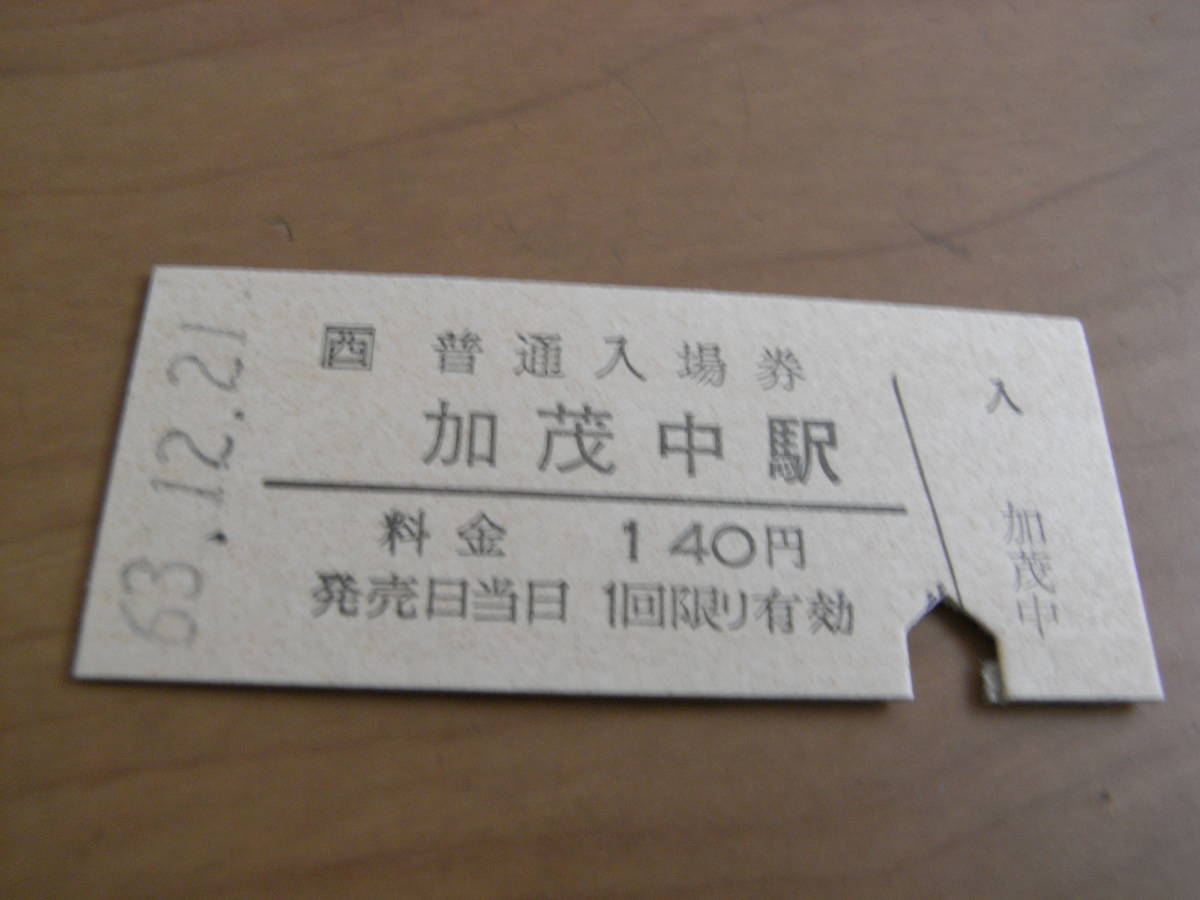 63.12.21
西 普通入場券
加茂中駅
料金 140円
発売日当日 1回限り有効
入
加茂中